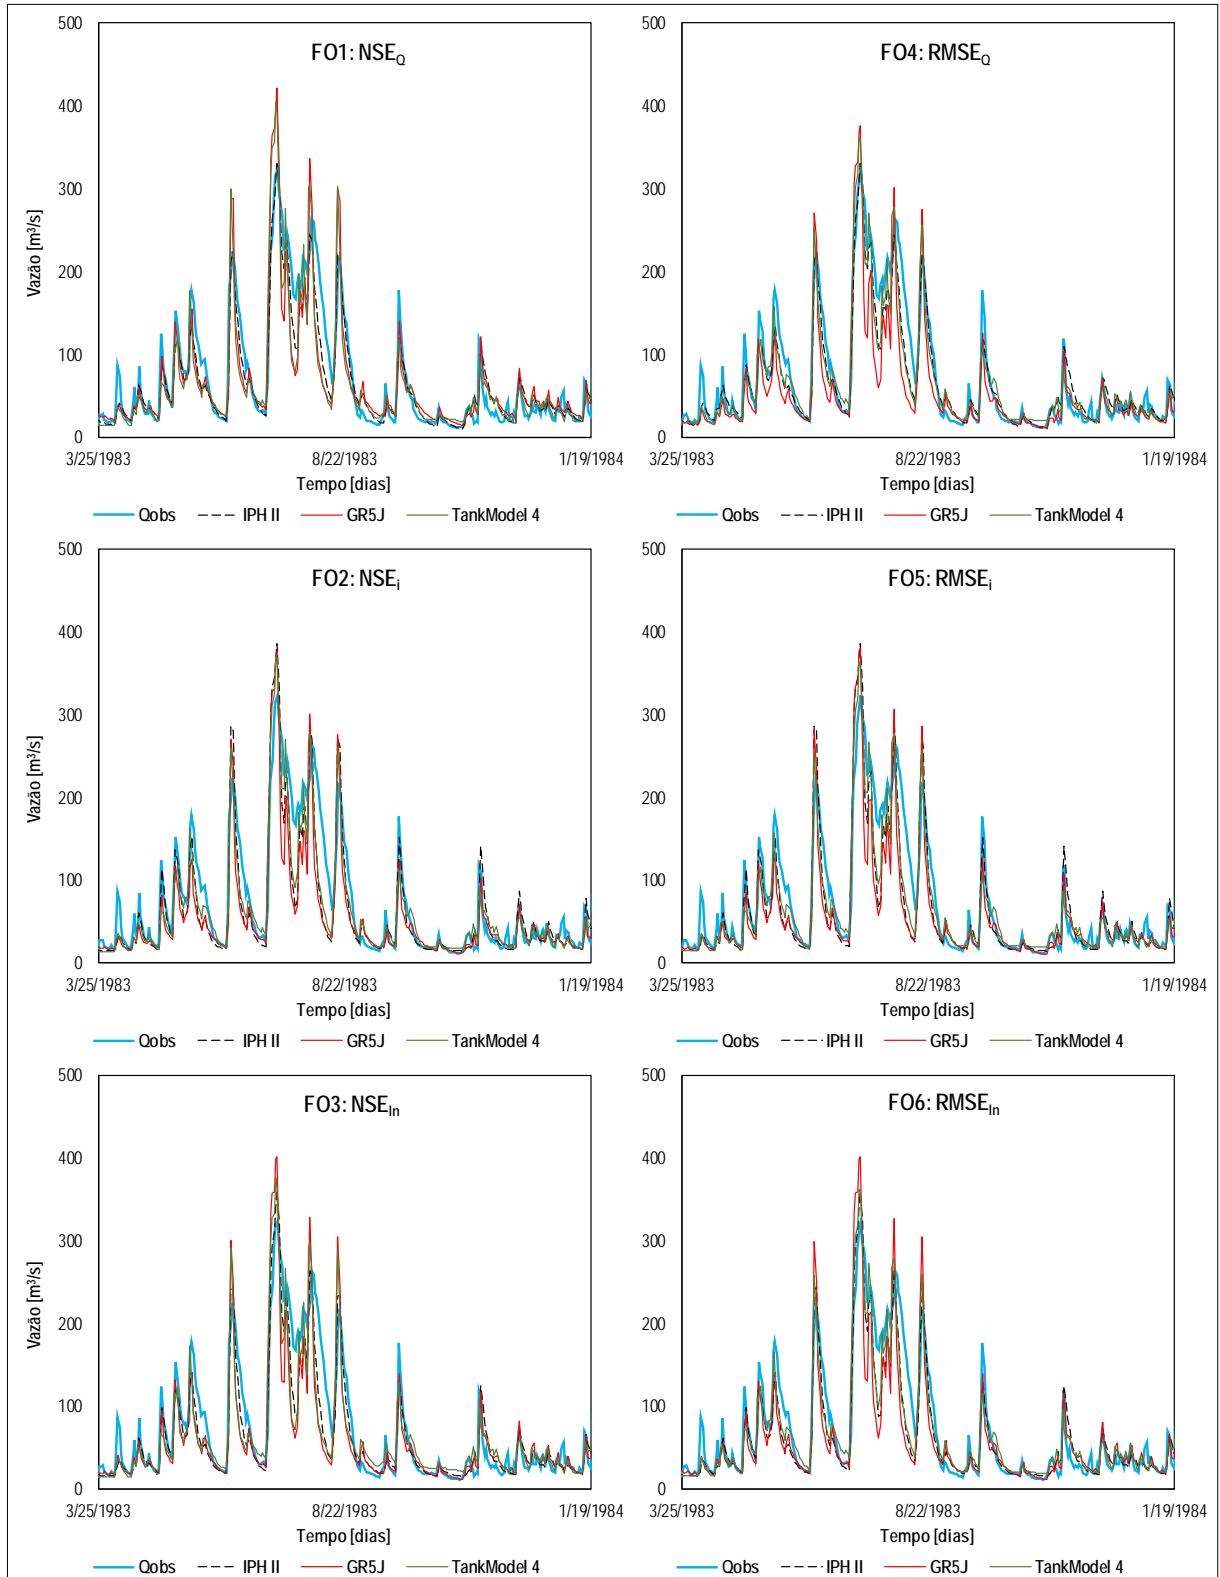 FO1: NSEQ
500
400
300
200
100
0
Vazão [m³/s]
3/25/1983 8/22/1983 1/19/1984
Tempo [dias]
Qobs IPH II GR5J TankModel 4
FO4: RMSEQ
500
400
300
200
100
0
3/25/1983 8/22/1983 1/19/1984
Tempo [dias]
Qobs IPH II GR5J TankModel 4
FO2: NSEi
500
400
300
200
100
0
Vazão [m³/s]
3/25/1983 8/22/1983 1/19/1984
Tempo [dias]
Qobs IPH II GR5J TankModel 4
FO5: RMSEi
500
400
300
200
100
0
3/25/1983 8/22/1983 1/19/1984
Tempo [dias]
Qobs IPH II GR5J TankModel 4
FO3: NSEln
500
400
300
200
100
0
Vazão [m³/s]
3/25/1983 8/22/1983 1/19/1984
Tempo [dias]
Qobs IPH II GR5J TankModel 4
FO6: RMSEln
500
400
300
200
100
0
3/25/1983 8/22/1983 1/19/1984
Tempo [dias]
Qobs IPH II GR5J TankModel 4